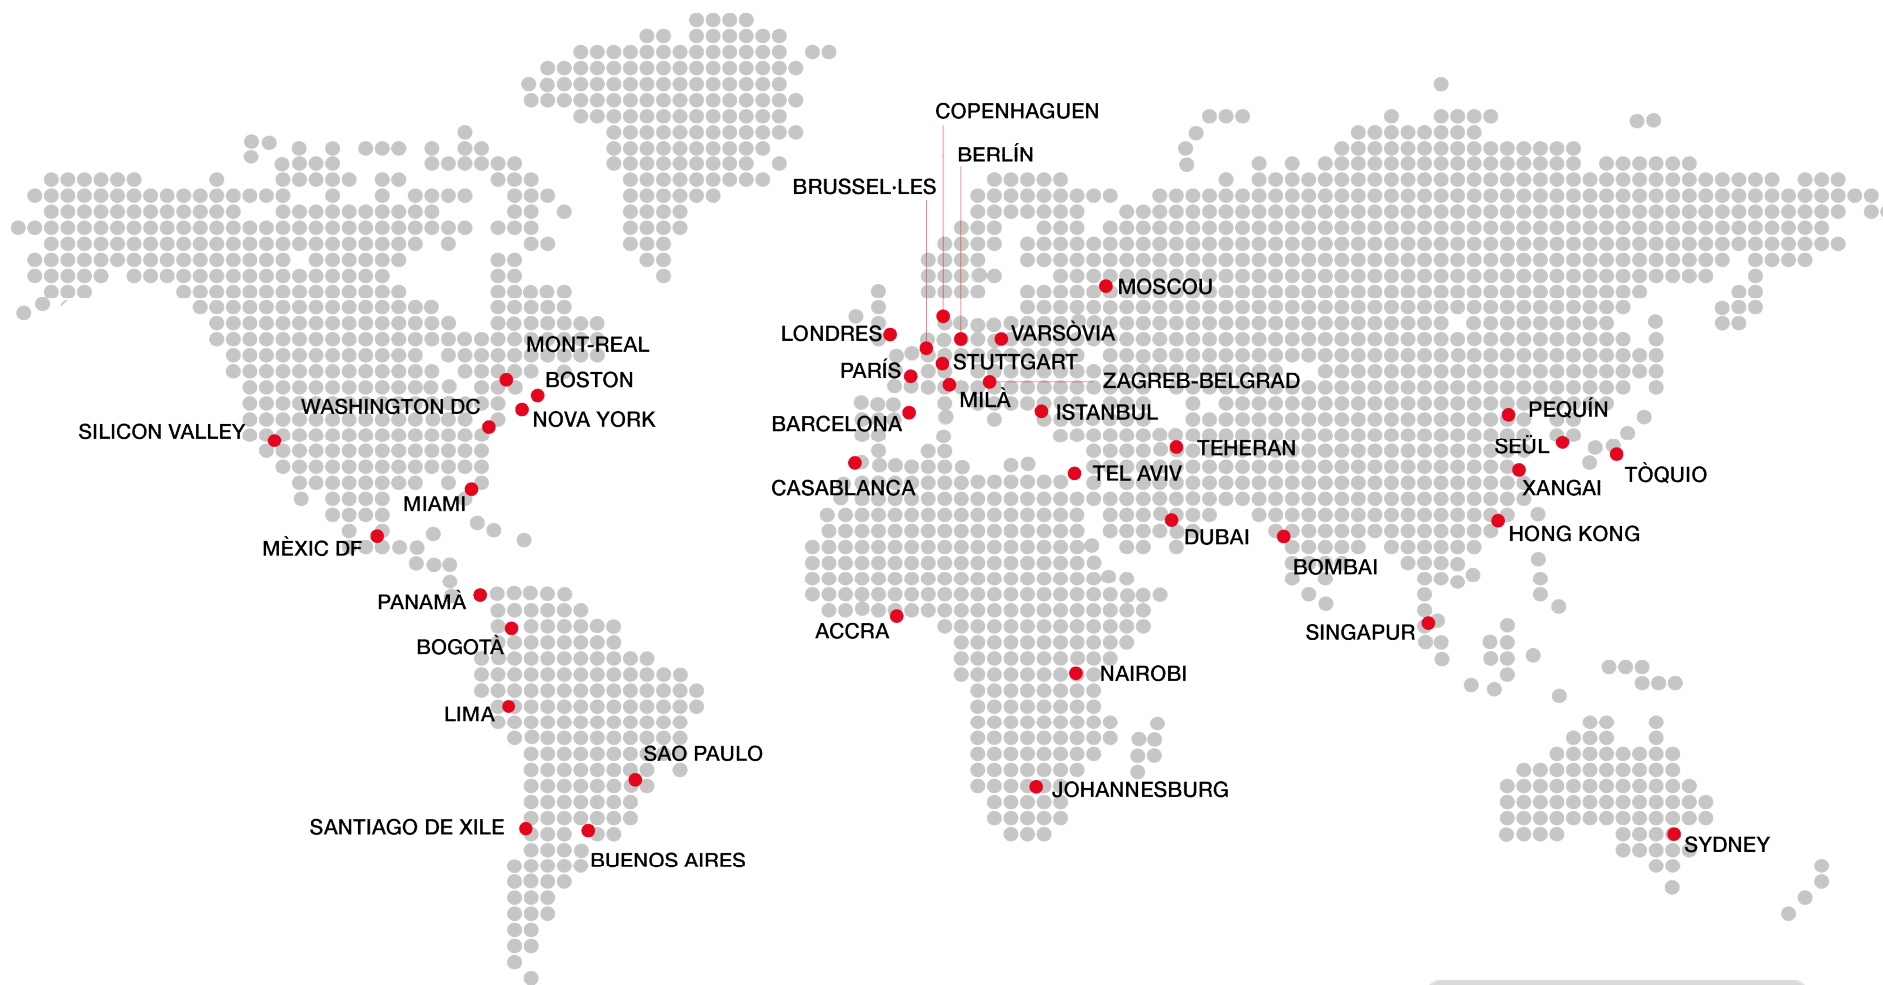 COPENHAGUEN
BERLÍN
BRUSSEL·LES
MOSCOU
LONDRES
VARSÒVIA
MONT-REAL
STUTTGART
PARÍS
BOSTON
ZAGREB-BELGRAD
MILÀ
WASHINGTON DC
NOVA YORK
ISTANBUL
PEQUÍN
BARCELONA
SILICON VALLEY
SEÜL
TEHERAN
TEL AVIV
TÒQUIO
CASABLANCA
XANGAI
MIAMI
HONG KONG
DUBAI
MÈXIC DF
BOMBAI
PANAMÀ
ACCRA
SINGAPUR
BOGOTÀ
NAIROBI
LIMA
SAO PAULO
JOHANNESBURG
SANTIAGO DE XILE
SYDNEY
BUENOS AIRES